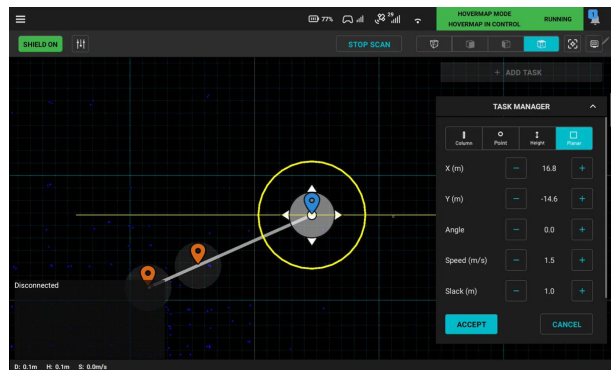 77%
29
HOVERMAP MODE
HOVERMAP IN CONTROL
RUNNING
1
SHIELD ON
STOP SCAN
+ ADD TASK
TASK MANAGER
Column Point Height Planar
X (m) − 16.8 +
Y (m) − -14.6 +
Angle − 0.0 +
Speed (m/s) − 1.5 +
Slack (m) − 1.0 +
ACCEPT CANCEL
Disconnected
D: 0.1m H: 0.1m S: 0.0m/s